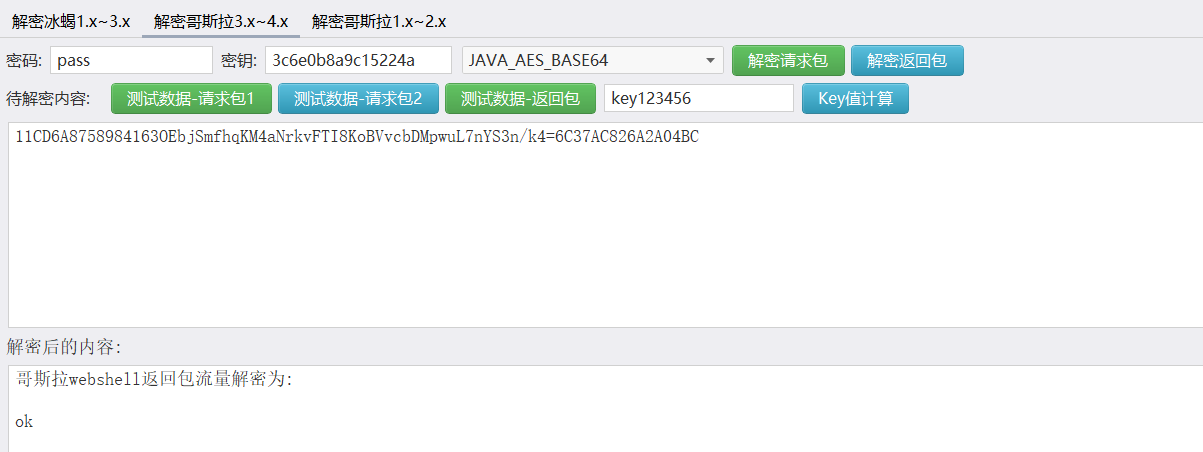 解密冰蝎1.x~3.x 解密哥斯拉3.x~4.x 解密哥斯拉1.x~2.x
密码: pass 密钥: 3c6e0b8a9c15224a JAVA_AES_BASE64 解密请求包 解密返回包
待解密内容: 测试数据-请求包1 测试数据-请求包2 测试数据-返回包 key123456 Key值计算
11CD6A8758984163OEbjSmfhqKM4aNrkvFTI8KoBVvcbDMpwuL7nYS3n/k4=6C37AC826A2A04BC
解密后的内容:
哥斯拉webshell返回包流量解密为:
ok